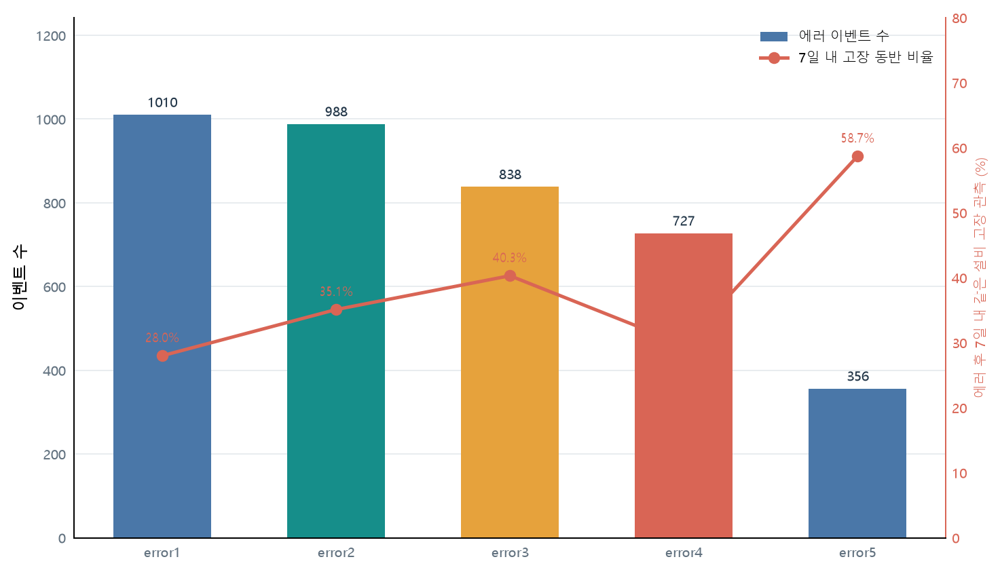 에러 이벤트 수
7일 내 고장 동반 비율
이벤트 수
1200
1000
800
600
400
200
0
80
70
60
50
40
30
20
10
0
에러 후 7일 내 같은 설비 고장 관측 (%)
1010
988
838
727
356
28.0%
35.1%
40.3%
58.7%
error1
error2
error3
error4
error5